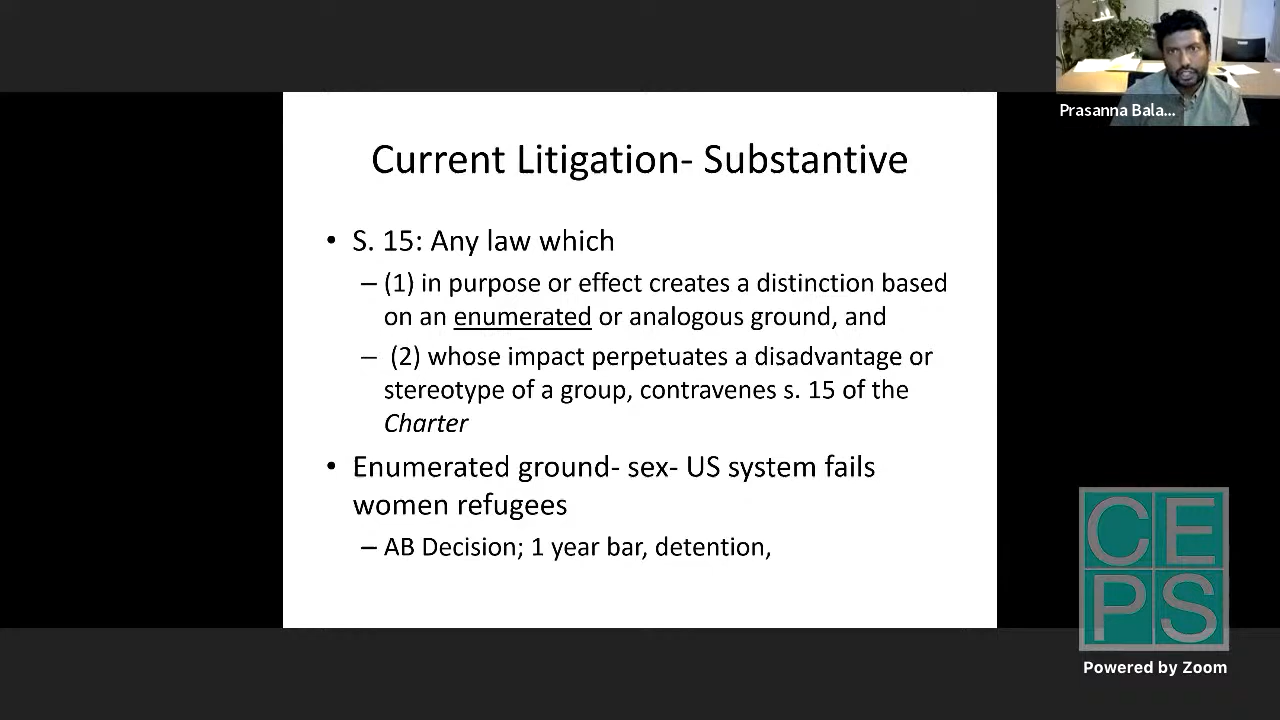 Prasanna Bala...
Current Litigation- Substantive
• S. 15: Any law which
– (1) in purpose or effect creates a distinction based
on an enumerated or analogous ground, and
– (2) whose impact perpetuates a disadvantage or
stereotype of a group, contravenes s. 15 of the
Charter
• Enumerated ground- sex- US system fails
women refugees
– AB Decision; 1 year bar, detention,
CE
PS
Powered by Zoom